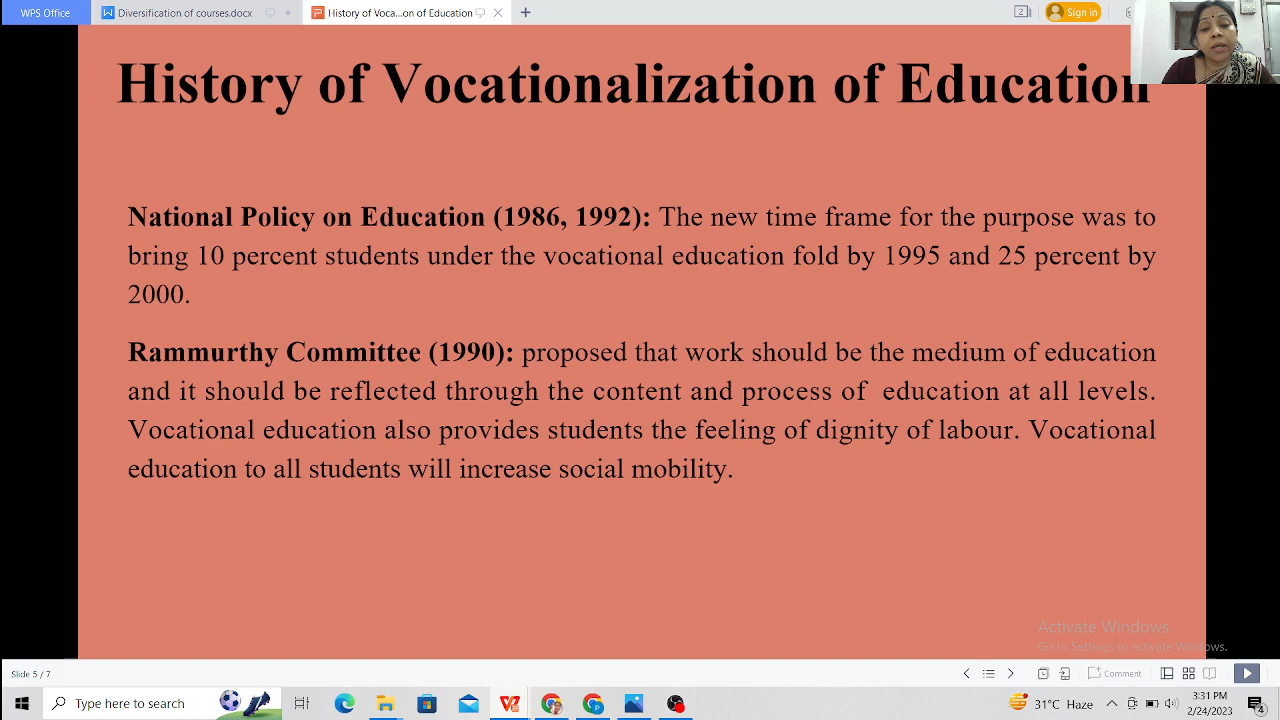 WPS Office
Diversification of courses.docx
History of Voca...on of Education
Sign in
History of Vocationalization of Education
National Policy on Education (1986, 1992): The new time frame for the purpose was to
bring 10 percent students under the vocational education fold by 1995 and 25 percent by
2000.
Rammurthy Committee (1990): proposed that work should be the medium of education
and it should be reflected through the content and process of education at all levels.
Vocational education also provides students the feeling of dignity of labour. Vocational
education to all students will increase social mobility.
Activate Windows
Go to Settings to activate Windows.
Slide 5 / 7
Comment
Type here to search
31°C Haze
3:31 PM
2/24/2023
4